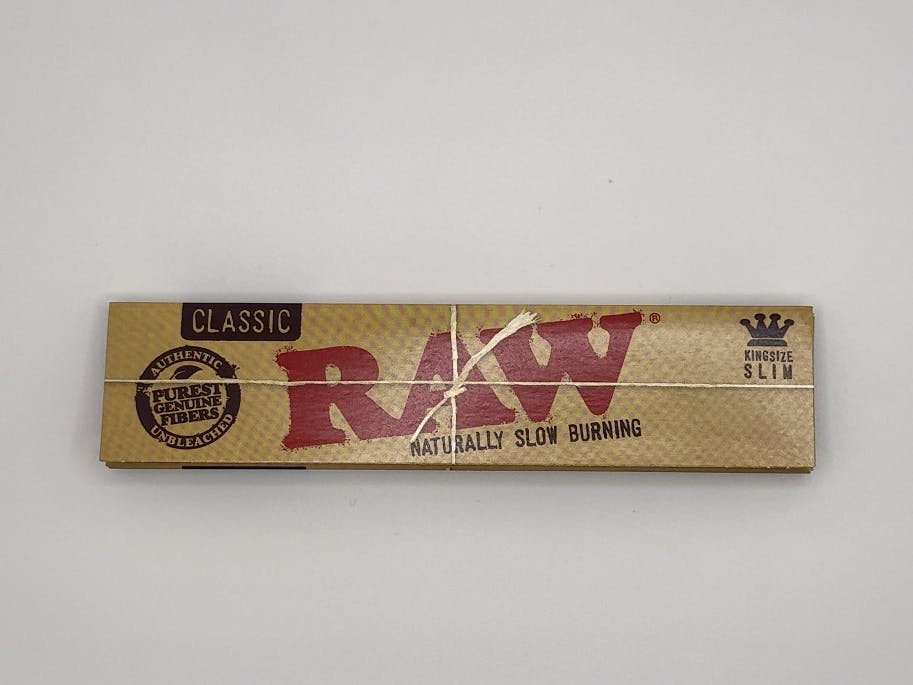 CLASSIC
AUTHENTIC
PUREST
GENUINE
FIBERS
UNBLEACHED
RAW®
NATURALLY SLOW BURNING
KINGSIZE
SLIM